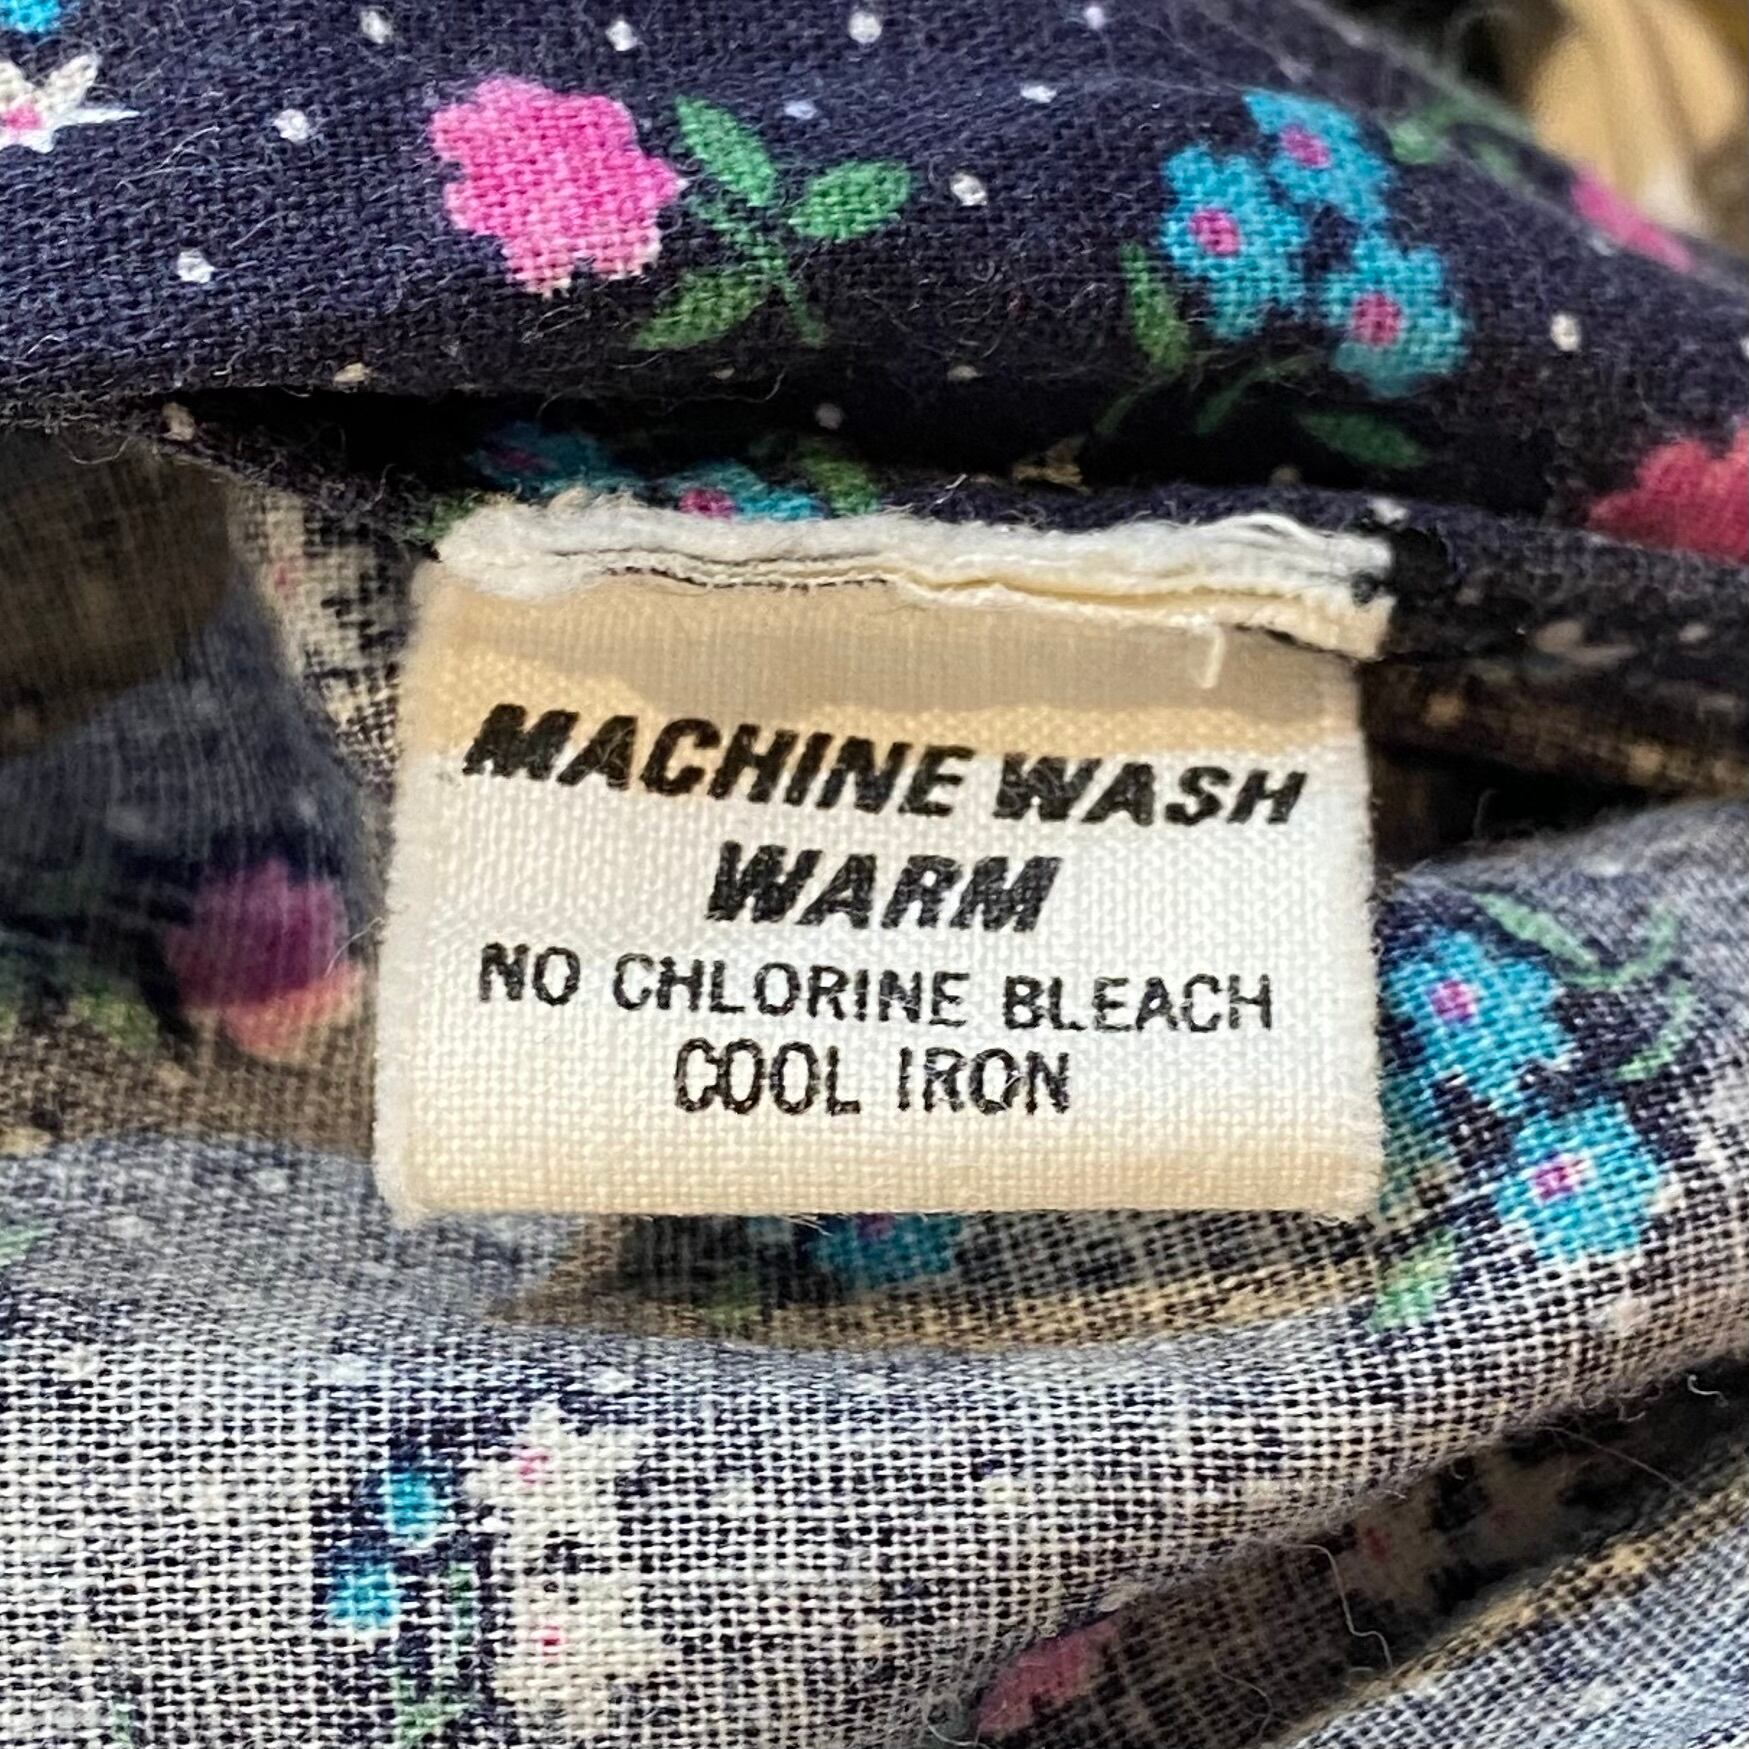 MACHINE WASH
WARM
NO CHLORINE BLEACH
COOL IRON